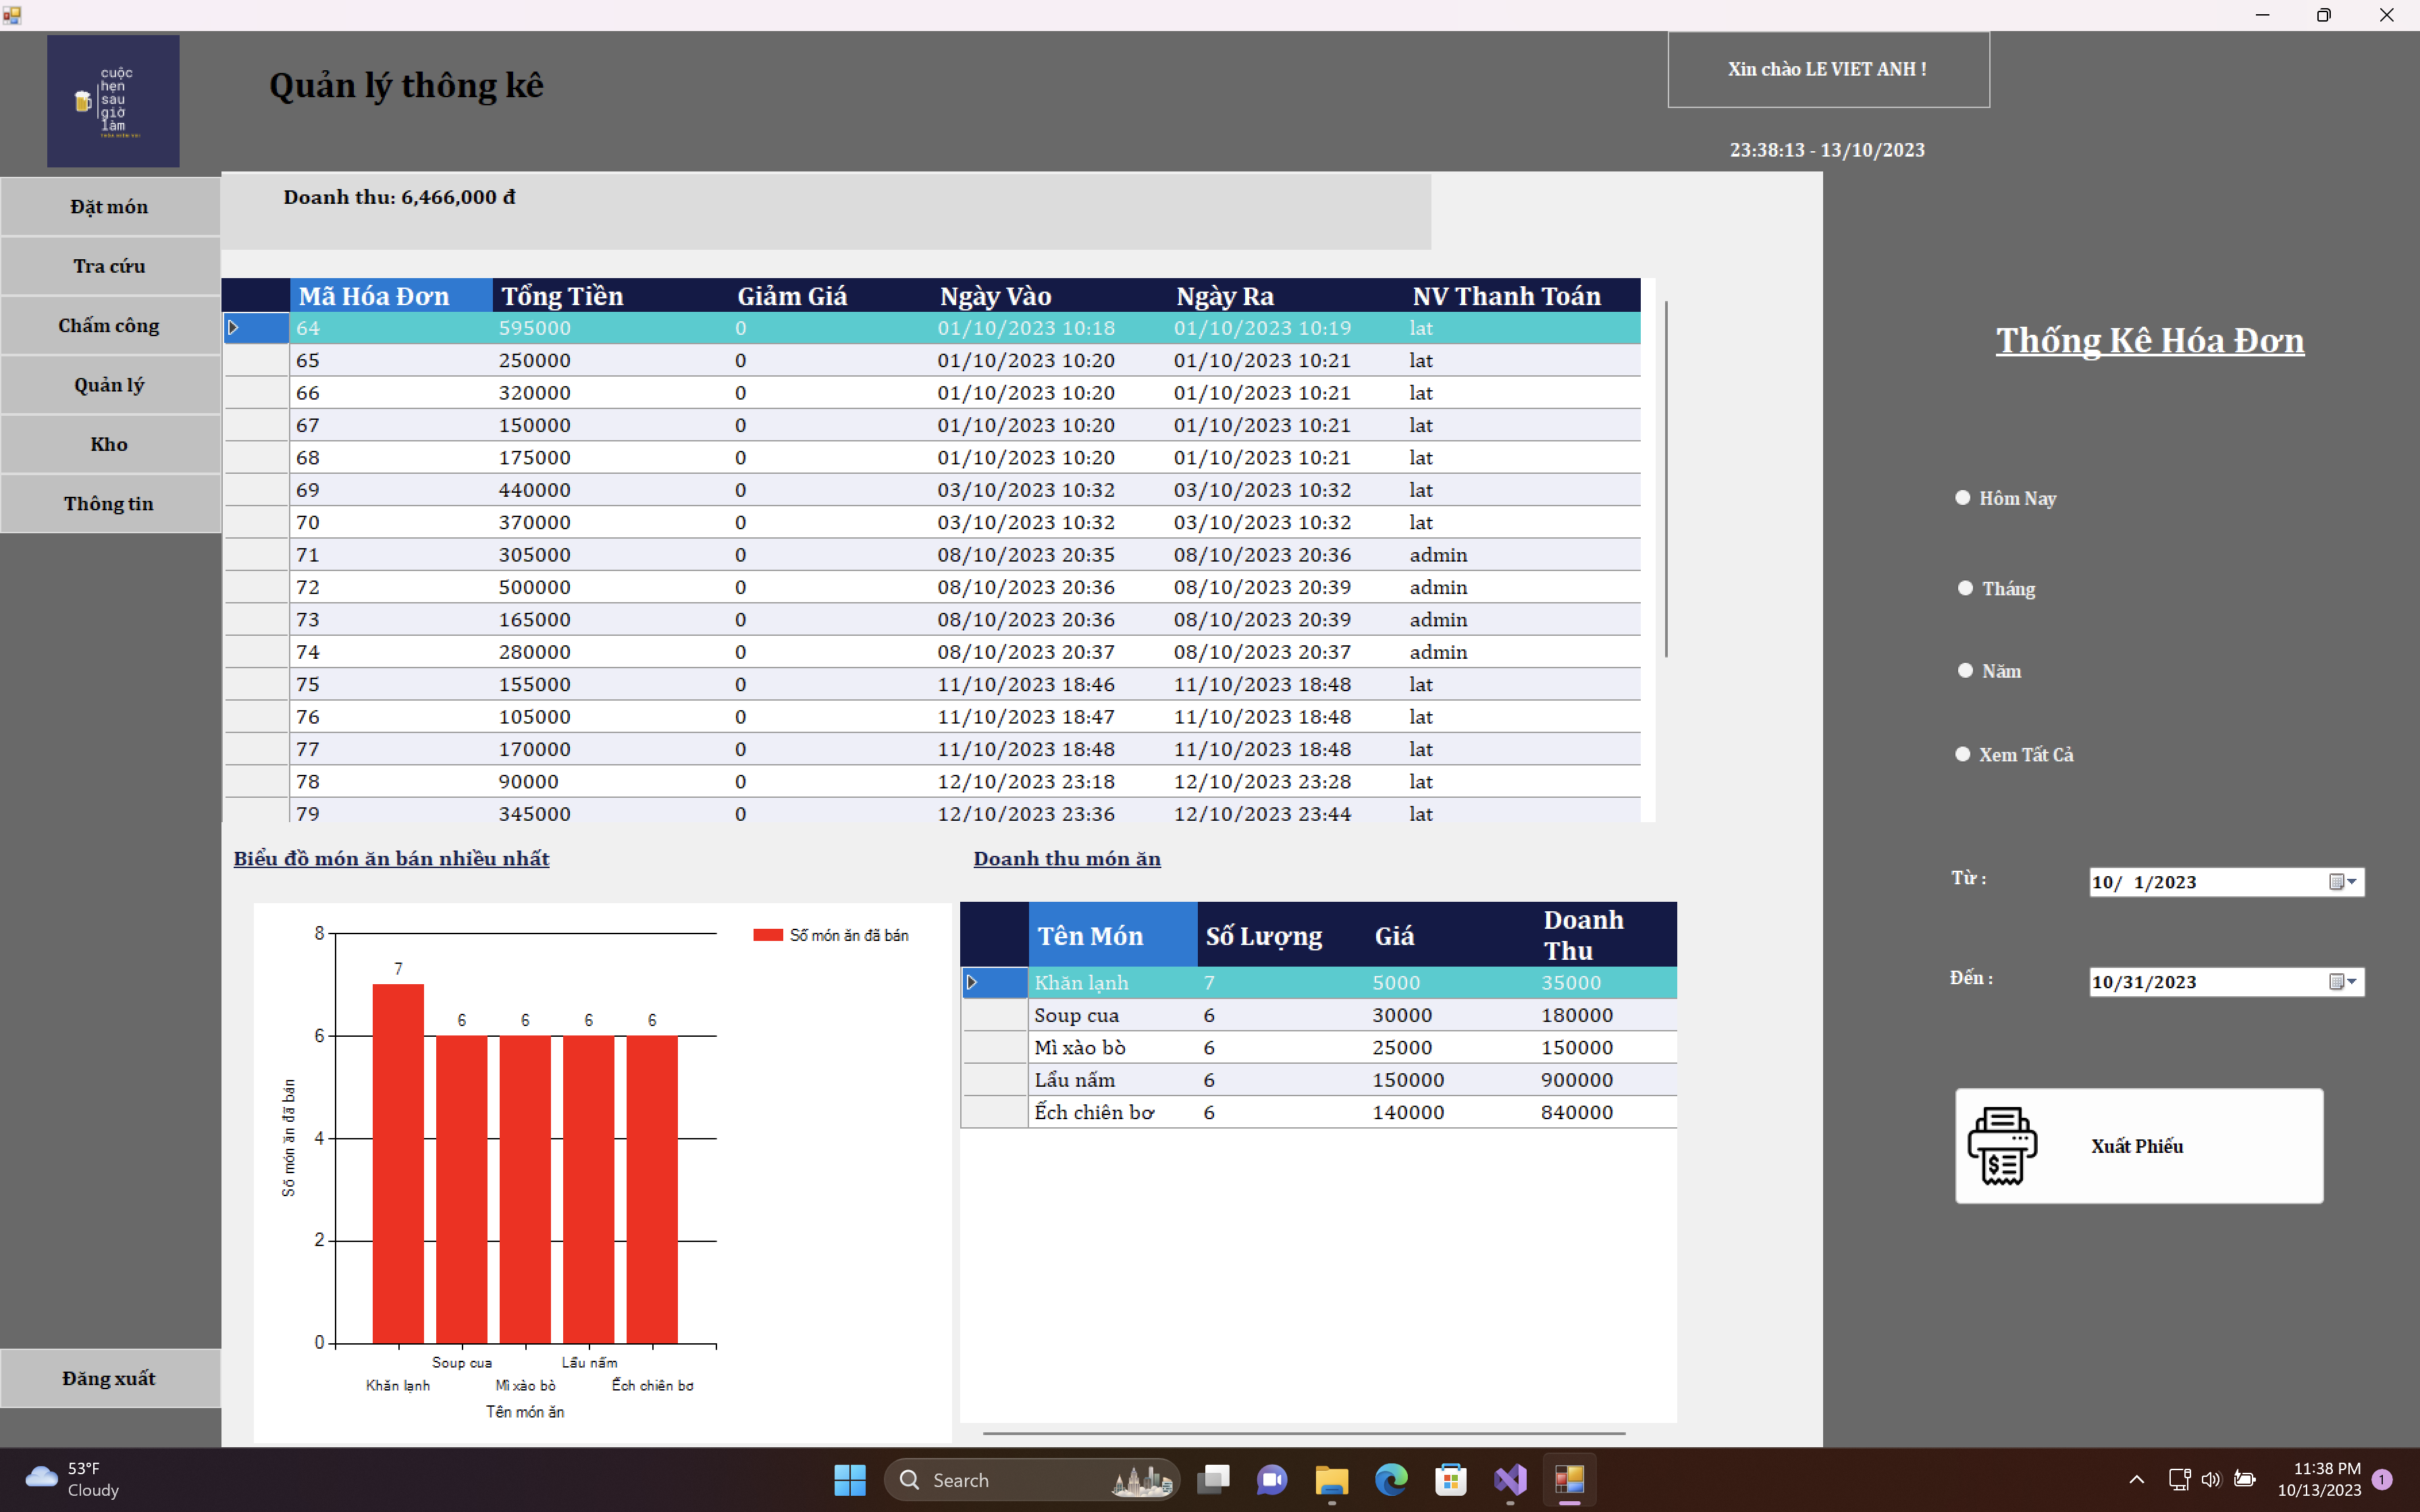 cuộc
hẹn
sau
giờ
làm
Quản lý thông kê
Xin chào LE VIET ANH !
23:38:13 - 13/10/2023
Đặt món
Tra cứu
Chấm công
Quản lý
Kho
Thông tin
Đăng xuất
Doanh thu: 6,466,000 đ
Mã Hóa Đơn Tổng Tiền Giảm Giá Ngày Vào Ngày Ra NV Thanh Toán
64 595000 0 01/10/2023 10:18 01/10/2023 10:19 lat
65 250000 0 01/10/2023 10:20 01/10/2023 10:21 lat
66 320000 0 01/10/2023 10:20 01/10/2023 10:21 lat
67 150000 0 01/10/2023 10:20 01/10/2023 10:21 lat
68 175000 0 01/10/2023 10:20 01/10/2023 10:21 lat
69 440000 0 03/10/2023 10:32 03/10/2023 10:32 lat
70 370000 0 03/10/2023 10:32 03/10/2023 10:32 lat
71 305000 0 08/10/2023 20:35 08/10/2023 20:36 admin
72 500000 0 08/10/2023 20:36 08/10/2023 20:39 admin
73 165000 0 08/10/2023 20:36 08/10/2023 20:39 admin
74 280000 0 08/10/2023 20:37 08/10/2023 20:37 admin
75 155000 0 11/10/2023 18:46 11/10/2023 18:48 lat
76 105000 0 11/10/2023 18:47 11/10/2023 18:48 lat
77 170000 0 11/10/2023 18:48 11/10/2023 18:48 lat
78 90000 0 12/10/2023 23:18 12/10/2023 23:28 lat
79 345000 0 12/10/2023 23:36 12/10/2023 23:44 lat
Biểu đồ món ăn bán nhiều nhất
8
6
4
2
0
7 6 6 6 6
Số món ăn đã bán
Số món ăn đã bán
Soup cua Lẩu nấm
Khăn lạnh Mì xào bò Ếch chiên bơ
Tên món ăn
Doanh thu món ăn
Tên Món Số Lượng Giá Doanh Thu
Khăn lạnh 7 5000 35000
Soup cua 6 30000 180000
Mì xào bò 6 25000 150000
Lẩu nấm 6 150000 900000
Ếch chiên bơ 6 140000 840000
Thống Kê Hóa Đơn
Hôm Nay
Tháng
Năm
Xem Tất Cả
Từ : 10/ 1/2023
Đến : 10/31/2023
Xuất Phiếu
53°F
Cloudy
Search
11:38 PM
10/13/2023
1